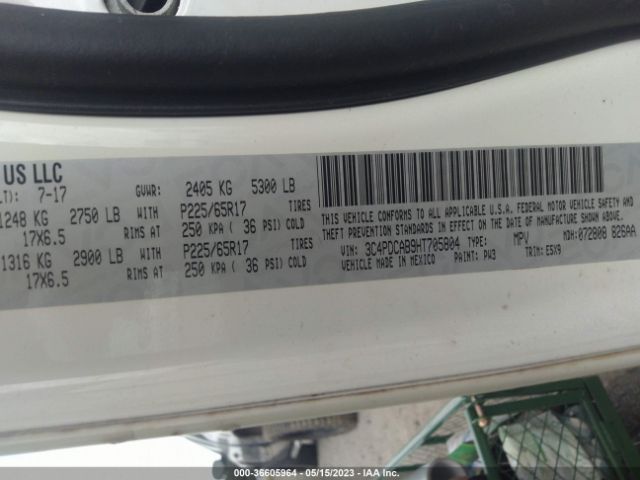 US LLC
LT): 7-17 GVWR: 2405 KG 5300 LB
1248 KG 2750 LB WITH P225/65R17 TIRES
17X6.5 RIMS AT 250 KPA ( 36 PSI) COLD
1316 KG 2900 LB WITH P225/65R17 TIRES
17X6.5 RIMS AT 250 KPA ( 36 PSI) COLD
THIS VEHICLE CONFORMS TO ALL APPLICABLE U.S.A. FEDERAL MOTOR VEHICLE SAFETY AND
THEFT PREVENTION STANDARDS IN EFFECT ON THE DATE OF MANUFACTURE SHOWN ABOVE.
VIN: 3C4PDCAB9HT705804 TYPE: MPV MDH: 072800 826AA
VEHICLE MADE IN MEXICO PAINT: PW3 TRIM: E5X9
000-36605964 - 05/15/2023 - IAA Inc.